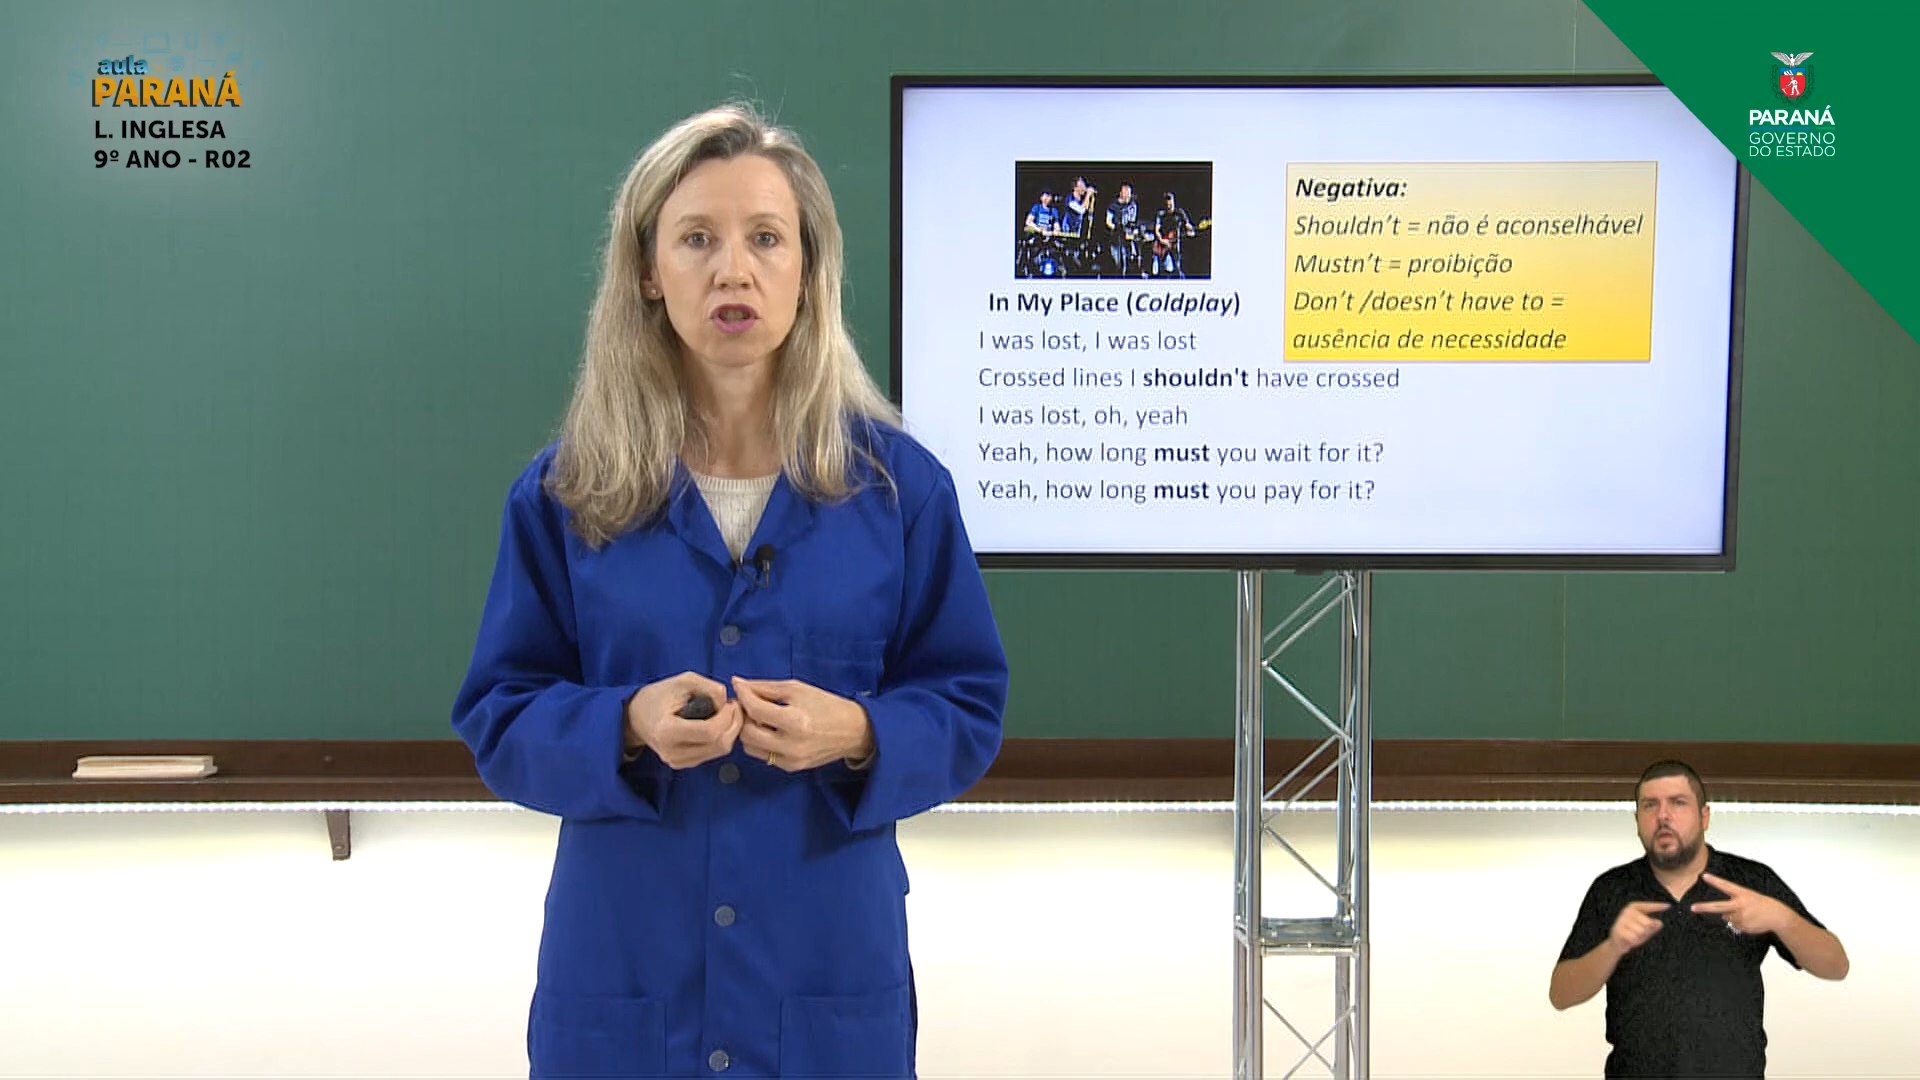 aula
PARANÁ
L. INGLESA
9º ANO - R02
PARANÁ
GOVERNO
DO ESTADO
In My Place (Coldplay)
I was lost, I was lost
Crossed lines I shouldn't have crossed
I was lost, oh, yeah
Yeah, how long must you wait for it?
Yeah, how long must you pay for it?
Negativa:
Shouldn't = não é aconselhável
Mustn't = proibição
Don't /doesn't have to =
ausência de necessidade